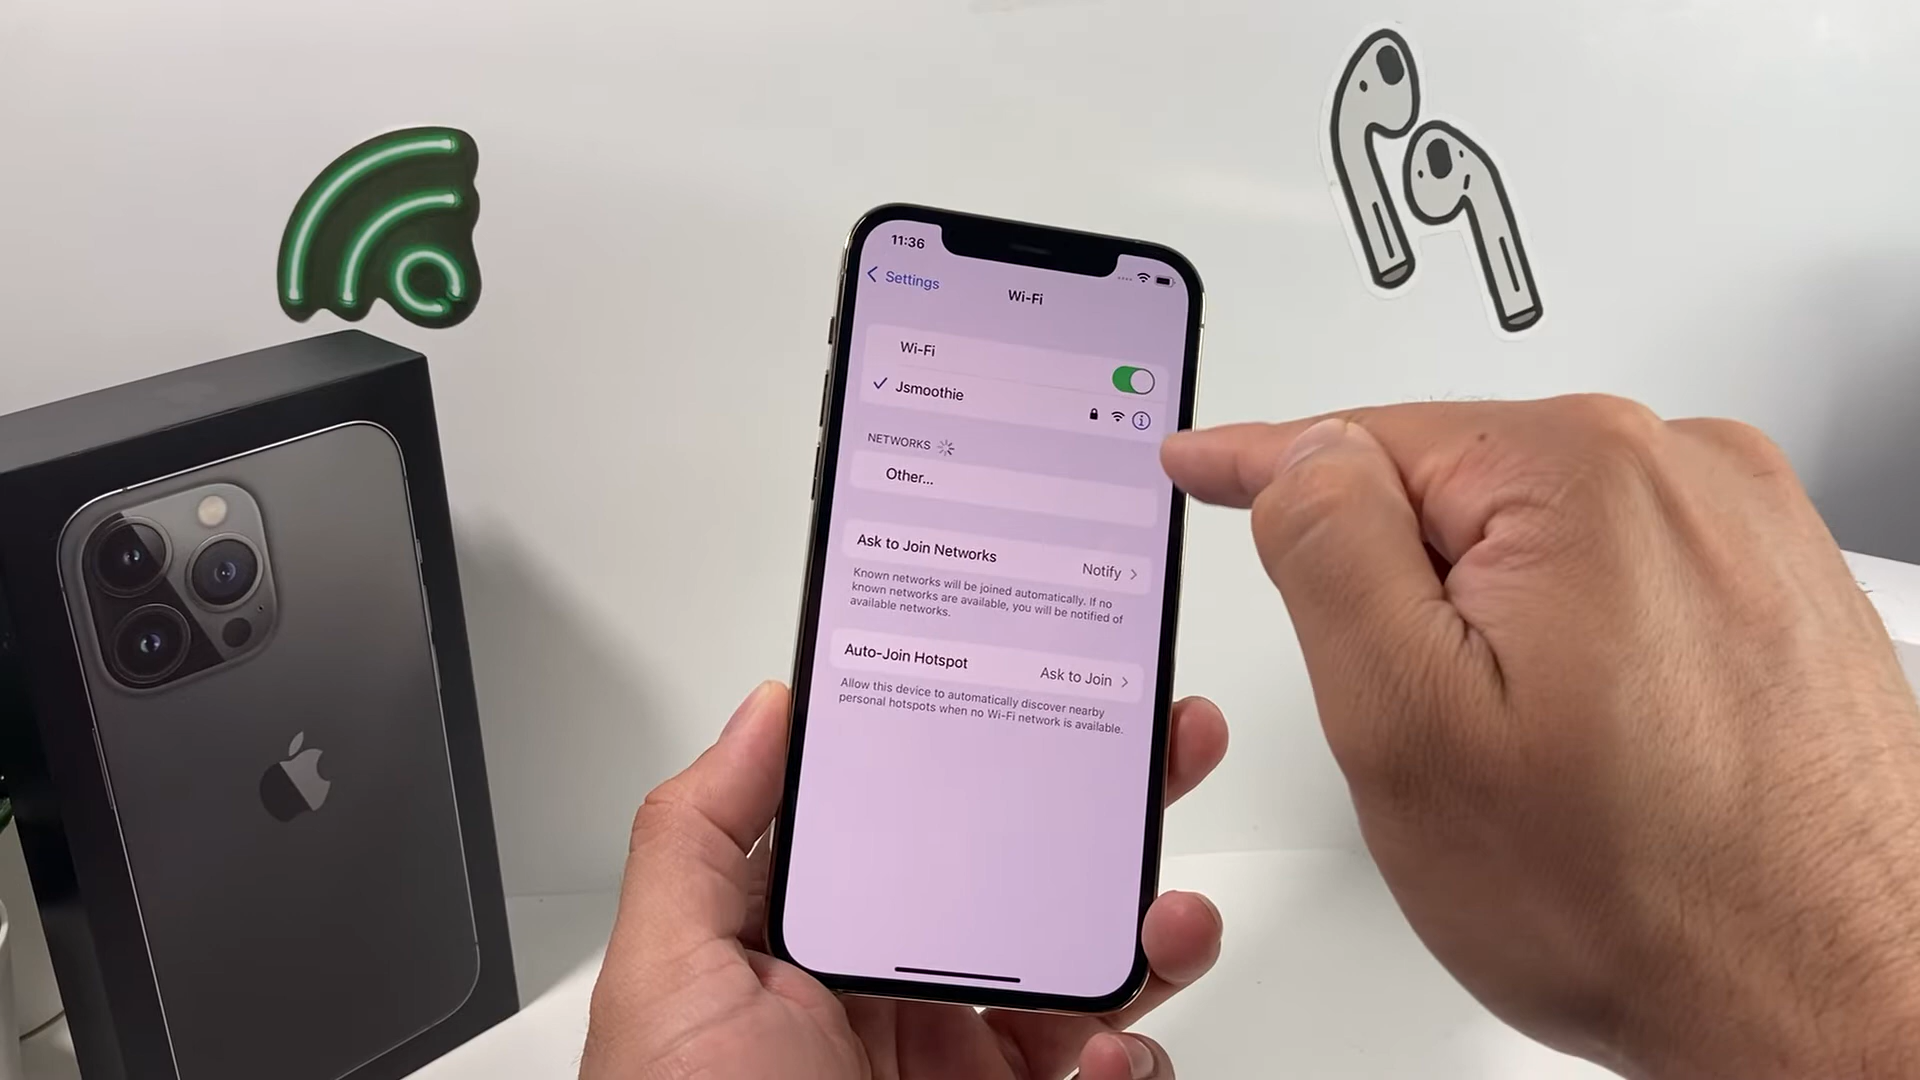 11:36
Settings
Wi-Fi
Wi-Fi
Jsmoothie
NETWORKS
Other...
Ask to Join Networks
Notify
Known networks will be joined automatically. If no
known networks are available, you will be notified of
available networks.
Auto-Join Hotspot
Ask to Join
Allow this device to automatically discover nearby
personal hotspots when no Wi-Fi network is available.